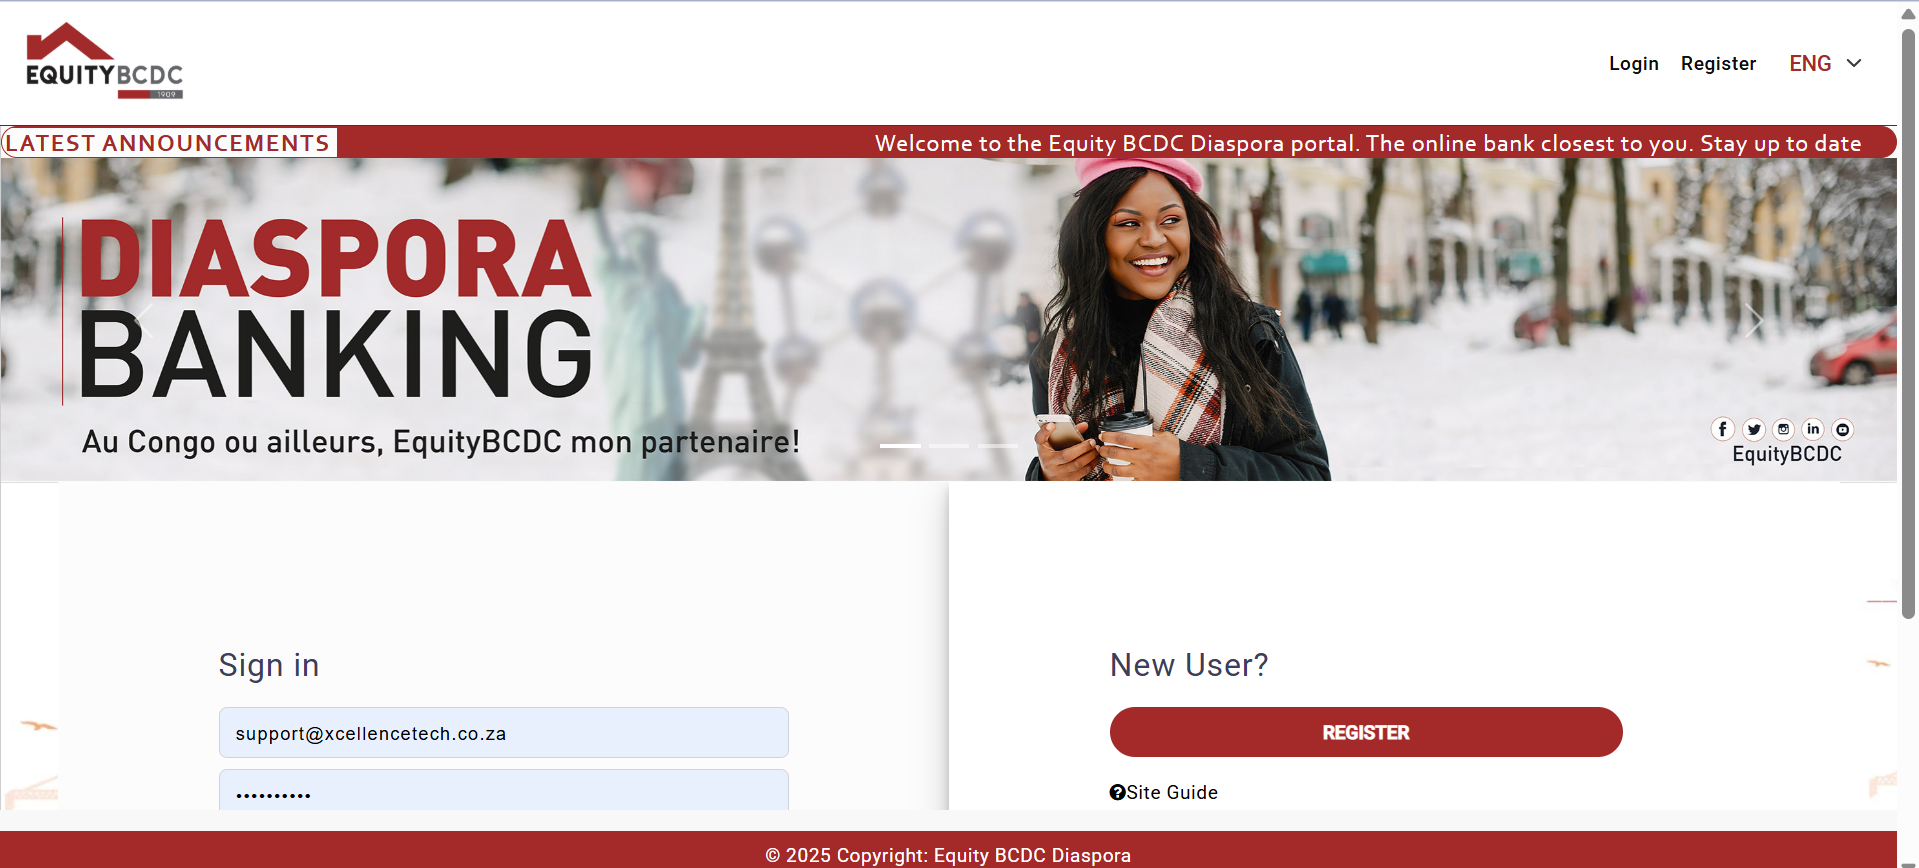 EQUITYBCDC
1909
Login Register ENG
LATEST ANNOUNCEMENTS
Welcome to the Equity BCDC Diaspora portal. The online bank closest to you. Stay up to date
DIASPORA
BANKING
Au Congo ou ailleurs, EquityBCDC mon partenaire!
EquityBCDC
Sign in
support@xcellencetech.co.za
••••••••••
New User?
REGISTER
Site Guide
© 2025 Copyright: Equity BCDC Diaspora